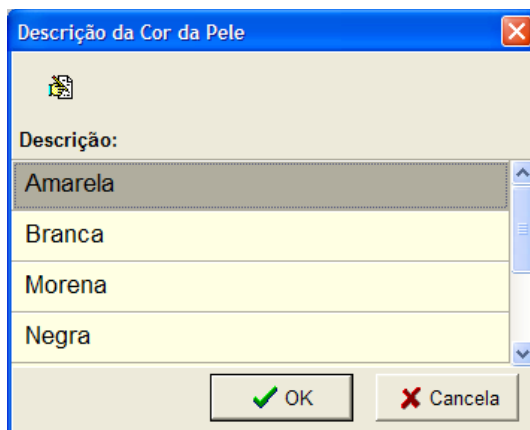 Descrição da Cor da Pele
Descrição:
Amarela
Branca
Morena
Negra
OK
Cancela